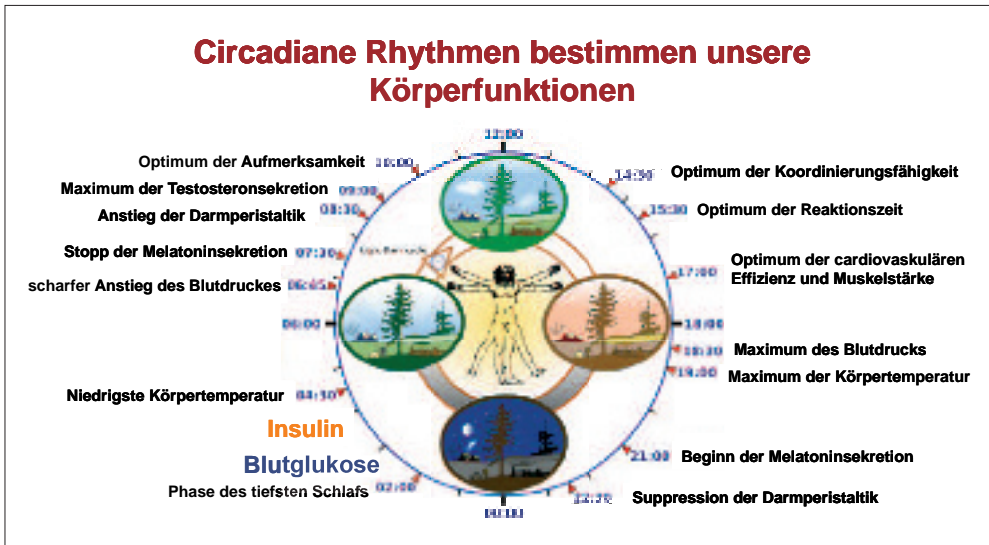 Circadiane Rhythmen bestimmen unsere
Körperfunktionen
12:00
Optimum der Aufmerksamkeit 10:00
14:30 Optimum der Koordinierungsfähigkeit
Maximum der Testosteronsekretion 09:00
Anstieg der Darmperistaltik 08:30
15:30 Optimum der Reaktionszeit
Stopp der Melatoninsekretion 07:30
17:00 Optimum der cardiovaskulären
Effizienz und Muskelstärke
scharfer Anstieg des Blutdruckes 06:45
06:00
18:00
18:30 Maximum des Blutdrucks
19:00 Maximum der Körpertemperatur
Niedrigste Körpertemperatur 04:30
Insulin
Blutglukose
21:00 Beginn der Melatoninsekretion
Phase des tiefsten Schlafs 02:00
Suppression der Darmperistaltik
00:00